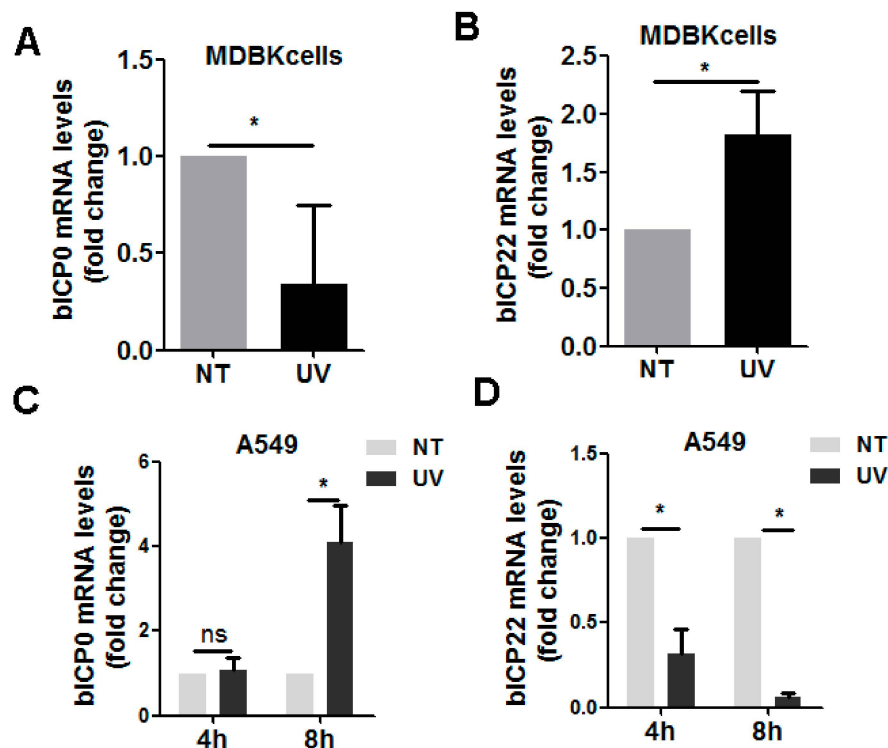 A
MDBKcells
bICP0 mRNA levels
(fold change)
1.5
1.0
0.5
0.0
*
NT UV
B
MDBKcells
bICP22 mRNA levels
(fold change)
2.5
2.0
1.5
1.0
0.5
0.0
*
NT UV
C
A549
NT
UV
bICP0 mRNA levels
(fold change)
6
4
2
0
ns
*
4h 8h
D
A549
NT
UV
bICP22 mRNA levels
(fold change)
1.5
1.0
0.5
0.0
* *
4h 8h